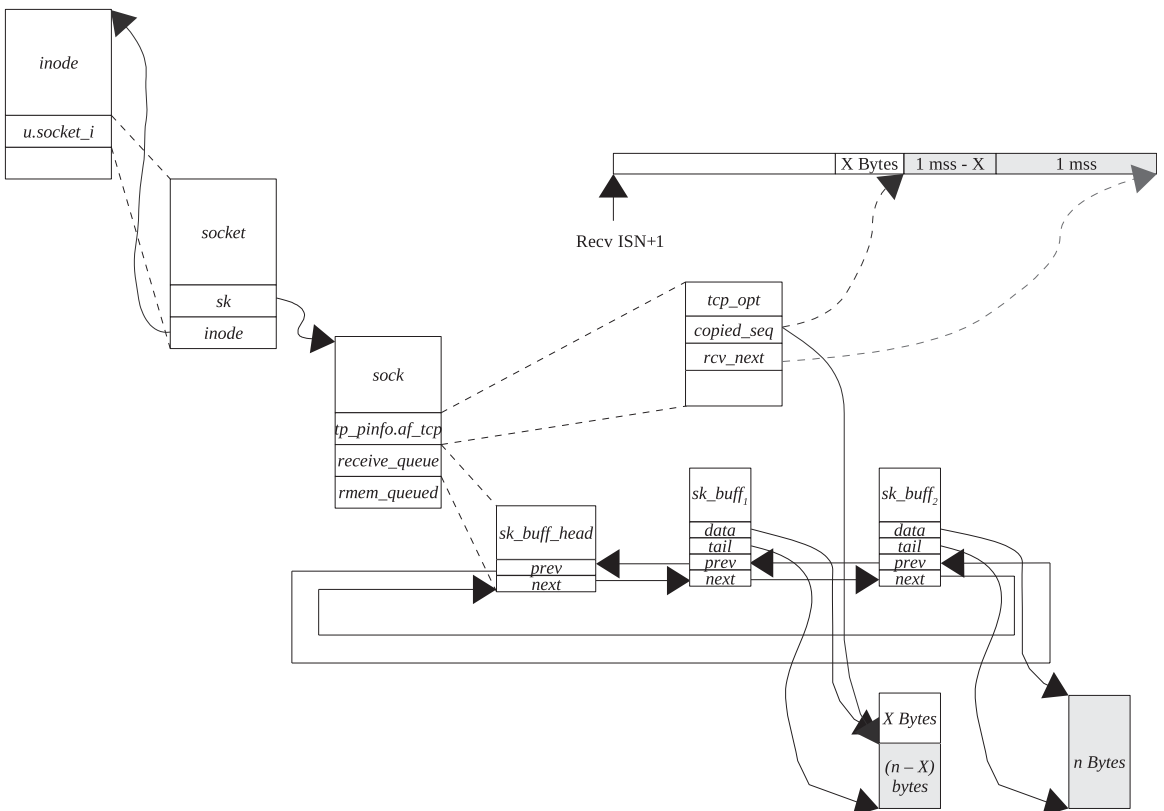 inode
u.socket_i
X Bytes
1 mss - X
1 mss
socket
Recv ISN+1
sk
inode
tcp_opt
copied_seq
rcv_next
sock
tp_pinfo.af_tcp
receive_queue
rmem_queued
sk_buff_head
prev
next
sk_buff1
data
tail
prev
next
sk_buff2
data
tail
prev
next
X Bytes
(n – X)
bytes
n Bytes